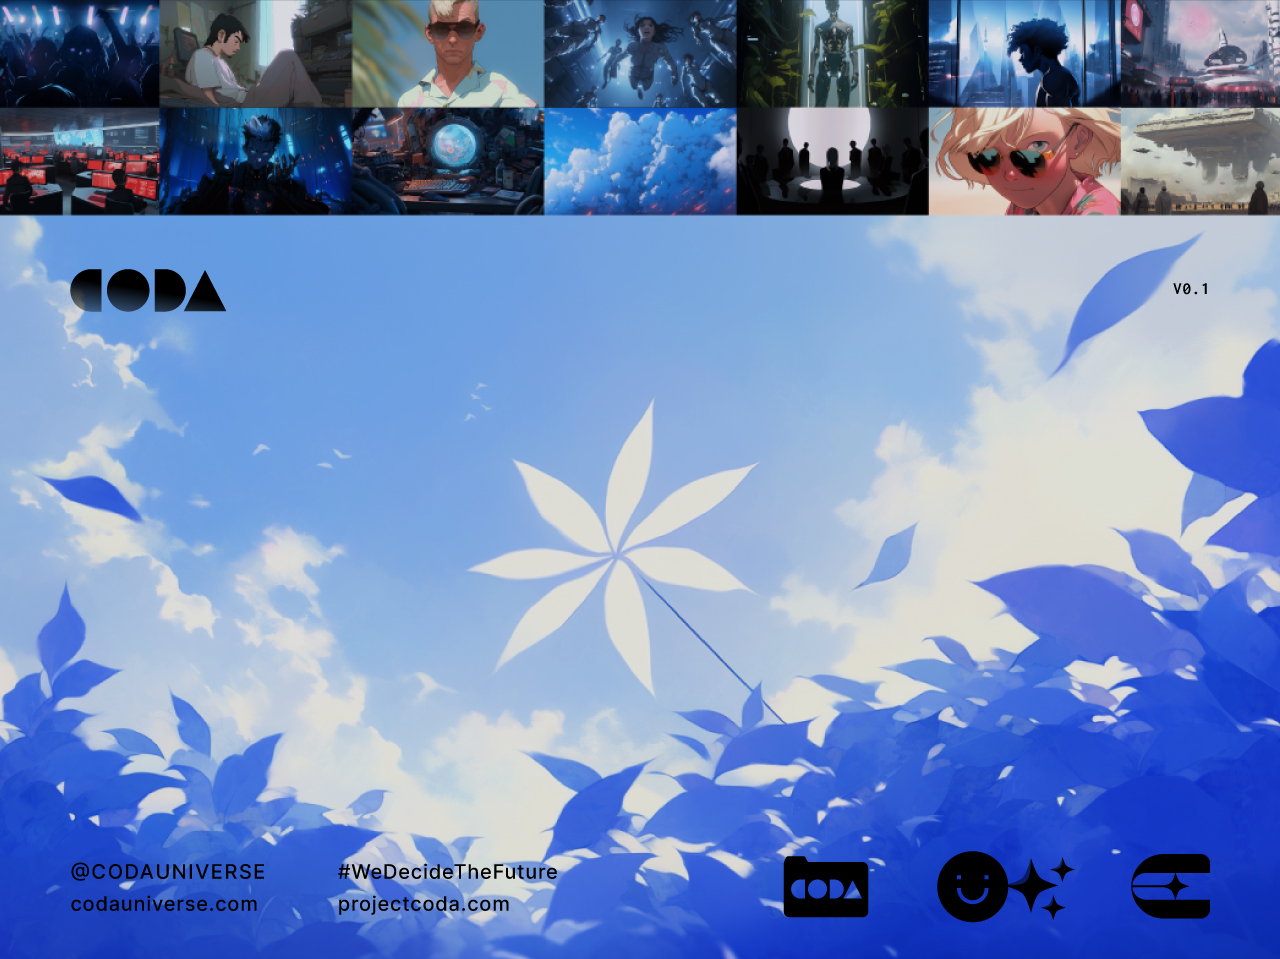 CODA
V0.1
@CODAUNIVERSE
codauniverse.com
#WeDecideTheFuture
projectcoda.com
CODA